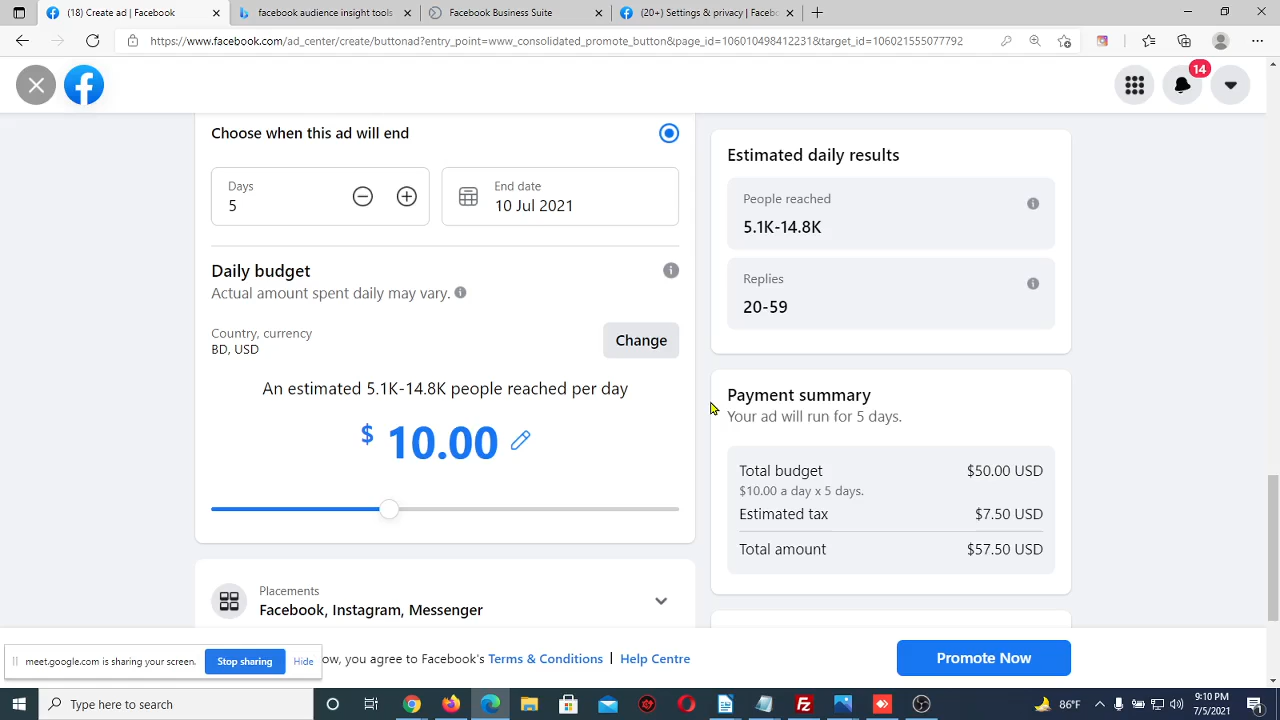 (18) Create ad | Facebook
facebook audience insight tools
Facebook Business Suite
(20+) Settings & privacy | Faceb
https://www.facebook.com/ad_center/create/buttonad?entry_point=www_consolidated_promote_button&page_id=106010498412231&target_id=106021555077792
14
Choose when this ad will end
Days
5
End date
10 Jul 2021
Daily budget
Actual amount spent daily may vary.
Country, currency
BD, USD
Change
An estimated 5.1K-14.8K people reached per day
$ 10.00
Placements
Facebook, Instagram, Messenger
Estimated daily results
People reached
5.1K-14.8K
Replies
20-59
Payment summary
Your ad will run for 5 days.
Total budget $50.00 USD
$10.00 a day x 5 days.
Estimated tax $7.50 USD
Total amount $57.50 USD
meet.google.com is sharing your screen. Stop sharing Hide
ow, you agree to Facebook's Terms & Conditions | Help Centre
Promote Now
Type here to search
86°F
9:10 PM
7/5/2021